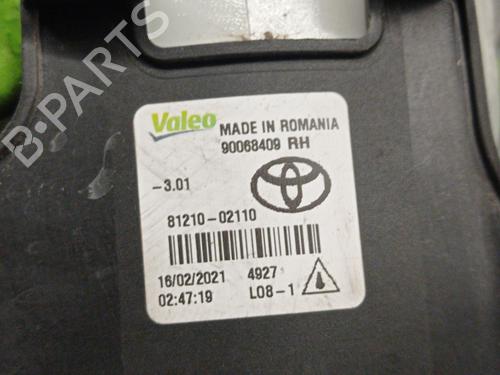 B-PARTS
Valeo MADE IN ROMANIA
90068409 RH
-3.01
81210-02110
16/02/2021 4927
02:47:19 L08-1